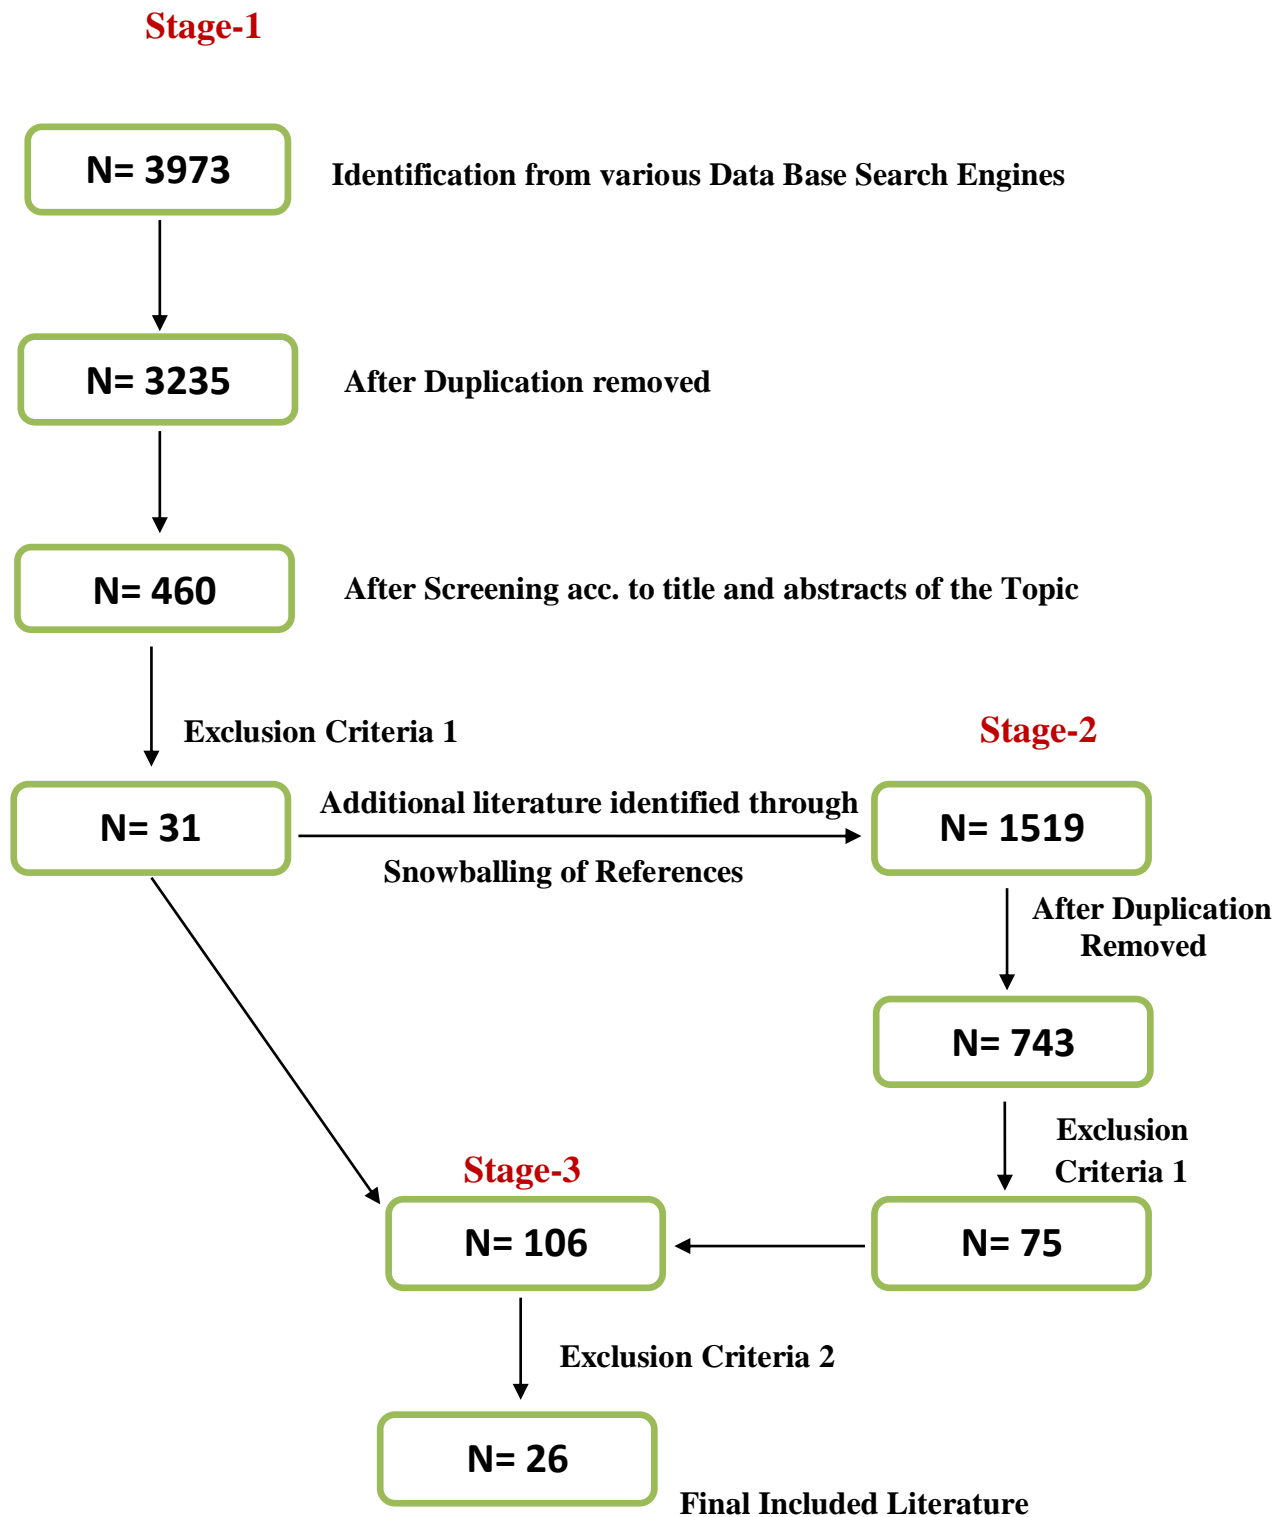 Stage-1
N= 3973
Identification from various Data Base Search Engines
N= 3235
After Duplication removed
N= 460
After Screening acc. to title and abstracts of the Topic
Exclusion Criteria 1
Stage-2
N= 31
Additional literature identified through
Snowballing of References
N= 1519
After Duplication
Removed
N= 743
Exclusion
Criteria 1
Stage-3
N= 106
N= 75
Exclusion Criteria 2
N= 26
Final Included Literature